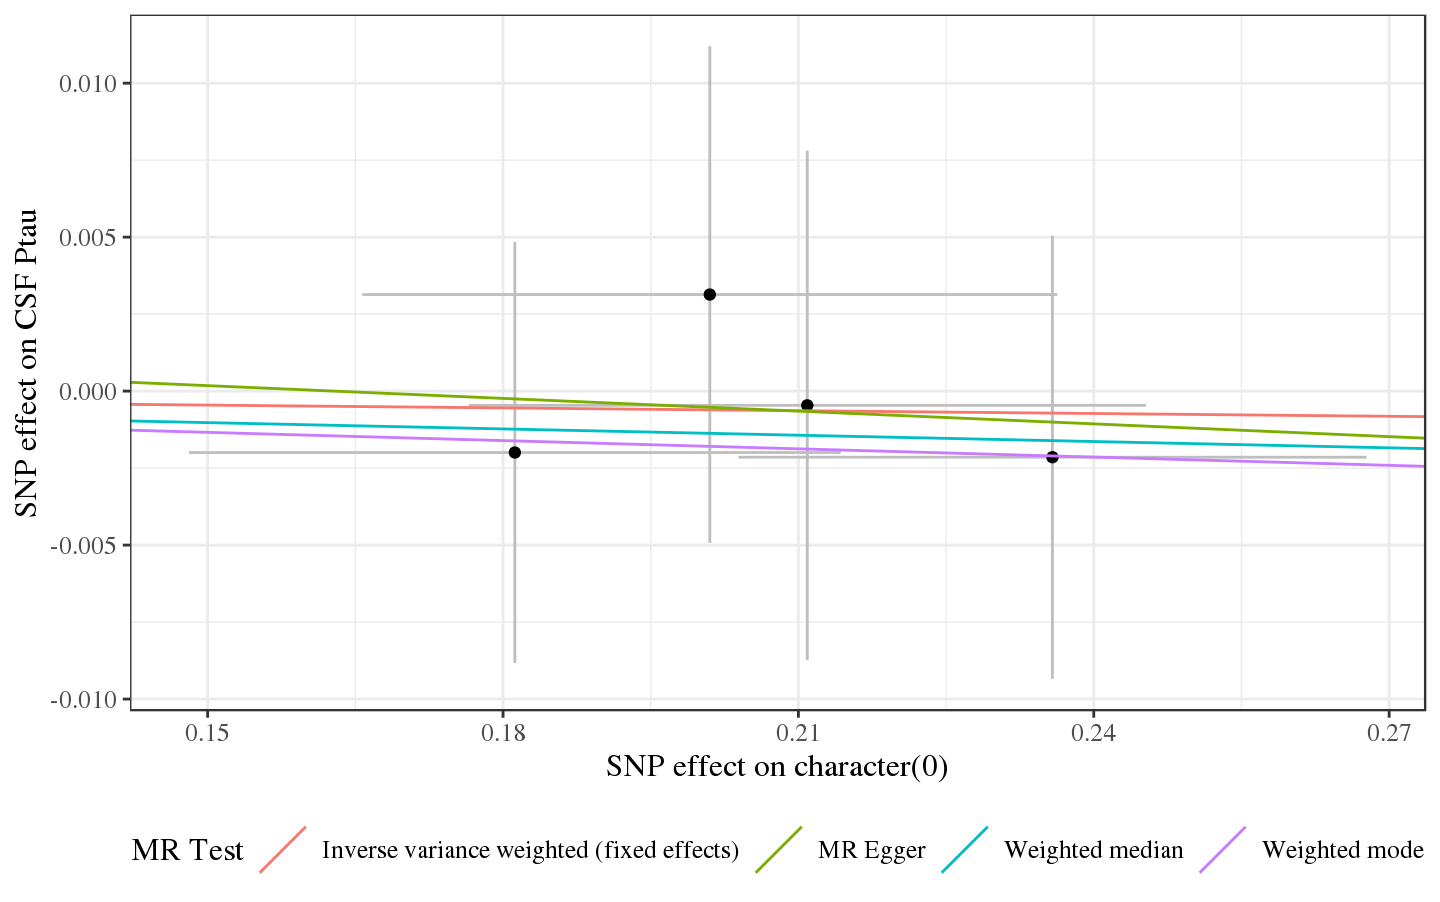 0.010
0.005
0.000
-0.005
-0.010
SNP effect on CSF Ptau
0.15 0.18 0.21 0.24 0.27
SNP effect on character(0)
MR Test Inverse variance weighted (fixed effects) MR Egger Weighted median Weighted mode